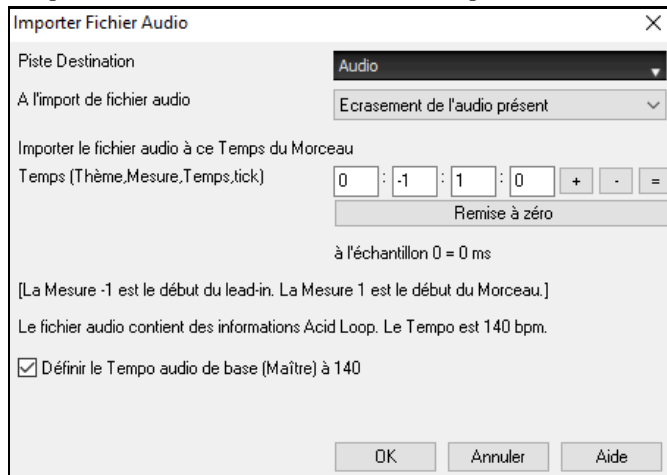 Importer Fichier Audio
Piste Destination
Audio
A l'import de fichier audio
Ecrasement de l'audio présent
Importer le fichier audio à ce Temps du Morceau
Temps (Thème,Mesure,Temps,tick)
0 : -1 : 1 : 0 + - =
Remise à zéro
à l'échantillon 0 = 0 ms
[La Mesure -1 est le début du lead-in. La Mesure 1 est le début du Morceau.]
Le fichier audio contient des informations Acid Loop. Le Tempo est 140 bpm.
Définir le Tempo audio de base (Maître) à 140
OK Annuler Aide